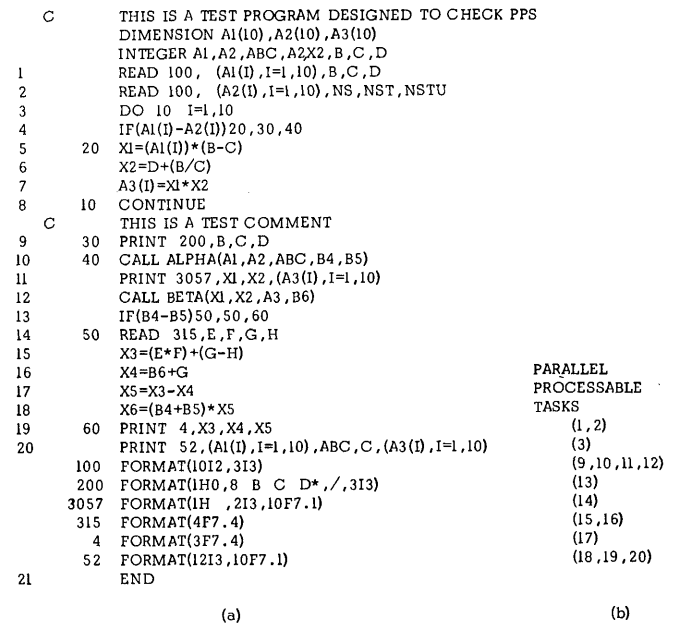 C THIS IS A TEST PROGRAM DESIGNED TO CHECK PPS
DIMENSION A1(10),A2(10),A3(10)
INTEGER A1,A2,ABC,A2,X2,B,C,D
1 READ 100, (A1(I),I=1,10),B,C,D
2 READ 100, (A2(I),I=1,10),NS,NST,NSTU
3 DO 10 I=1,10
4 IF(A1(I)-A2(I))20,30,40
5 20 X1=(A1(I))*(B-C)
6 X2=D+(B/C)
7 A3(I)=X1*X2
8 10 CONTINUE
C THIS IS A TEST COMMENT
9 30 PRINT 200,B,C,D
10 40 CALL ALPHA(A1,A2,ABC,B4,B5)
11 PRINT 3057,X1,X2,(A3(I),I=1,10)
12 CALL BETA(X1,X2,A3,B6)
13 IF(B4-B5)50,50,60
14 50 READ 315,E,F,G,H
15 X3=(E*F)+(G-H)
16 X4=B6+G
17 X5=X3-X4
18 X6=(B4+B5)*X5
19 60 PRINT 4,X3,X4,X5
20 PRINT 52,(A1(I),I=1,10),ABC,C,(A3(I),I=1,10)
100 FORMAT(10I2,3I3)
200 FORMAT(1H0,8 B C D*,/,3I3)
3057 FORMAT(1H ,2I3,10F7.1)
315 FORMAT(4F7.4)
4 FORMAT(3F7.4)
52 FORMAT(12I3,10F7.1)
21 END
(a)
PARALLEL
PROCESSABLE
TASKS
(1,2)
(3)
(9,10,11,12)
(13)
(14)
(15,16)
(17)
(18,19,20)
(b)